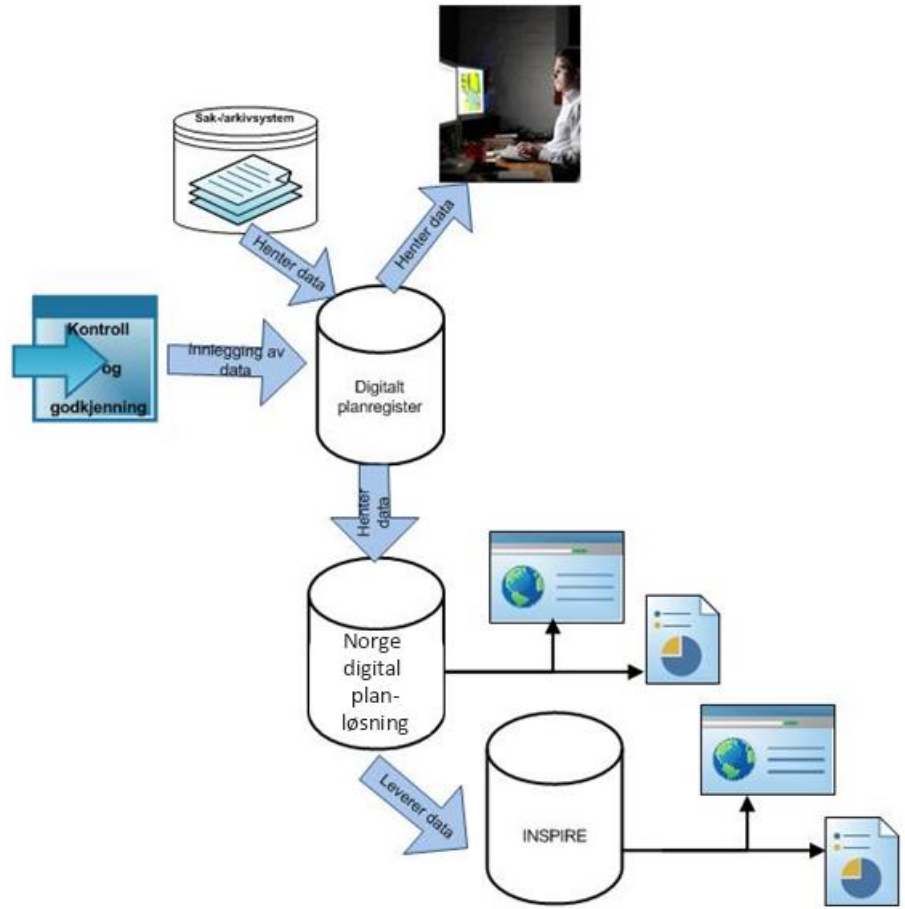 Sak-/arkivsystem
Henter data
Henter data
Kontroll
og
godkjenning
Innlegging av
data
Digitalt
planregister
Henter
data
Norge
digital
plan-
løsning
Leverer data
INSPIRE